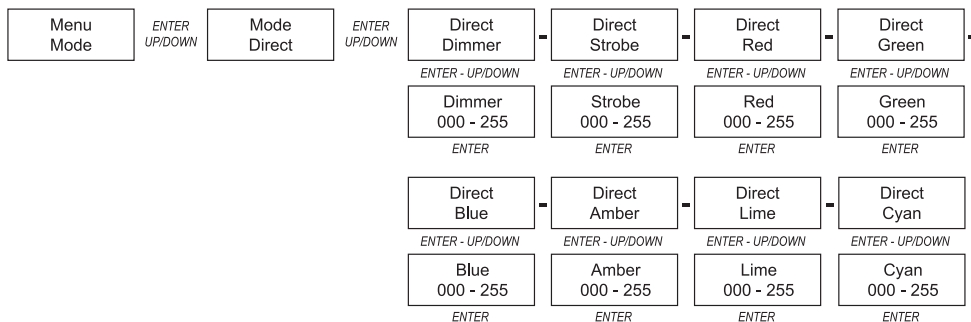 Menu
Mode
ENTER
UP/DOWN
Mode
Direct
ENTER
UP/DOWN
Direct
Dimmer
Direct
Strobe
Direct
Red
Direct
Green
ENTER - UP/DOWN
ENTER - UP/DOWN
ENTER - UP/DOWN
ENTER - UP/DOWN
Dimmer
000 - 255
Strobe
000 - 255
Red
000 - 255
Green
000 - 255
ENTER
ENTER
ENTER
ENTER
Direct
Blue
Direct
Amber
Direct
Lime
Direct
Cyan
ENTER - UP/DOWN
ENTER - UP/DOWN
ENTER - UP/DOWN
ENTER - UP/DOWN
Blue
000 - 255
Amber
000 - 255
Lime
000 - 255
Cyan
000 - 255
ENTER
ENTER
ENTER
ENTER